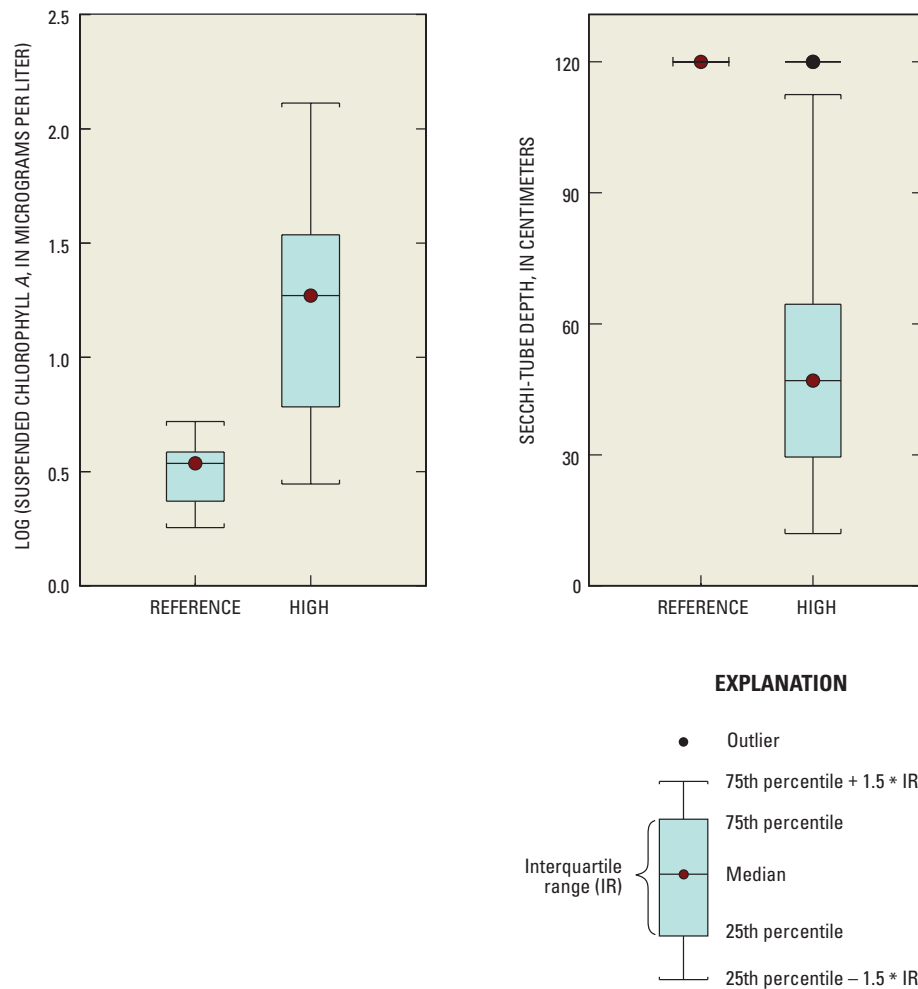 LOG (SUSPENDED CHLOROPHYLL A, IN MICROGRAMS PER LITER)
2.5
2.0
1.5
1.0
0.5
0.0
REFERENCE
HIGH
SECCHI-TUBE DEPTH, IN CENTIMETERS
120
90
60
30
0
REFERENCE
HIGH
EXPLANATION
Outlier
75th percentile + 1.5 * IR
75th percentile
Interquartile
range (IR)
Median
25th percentile
25th percentile – 1.5 * IR